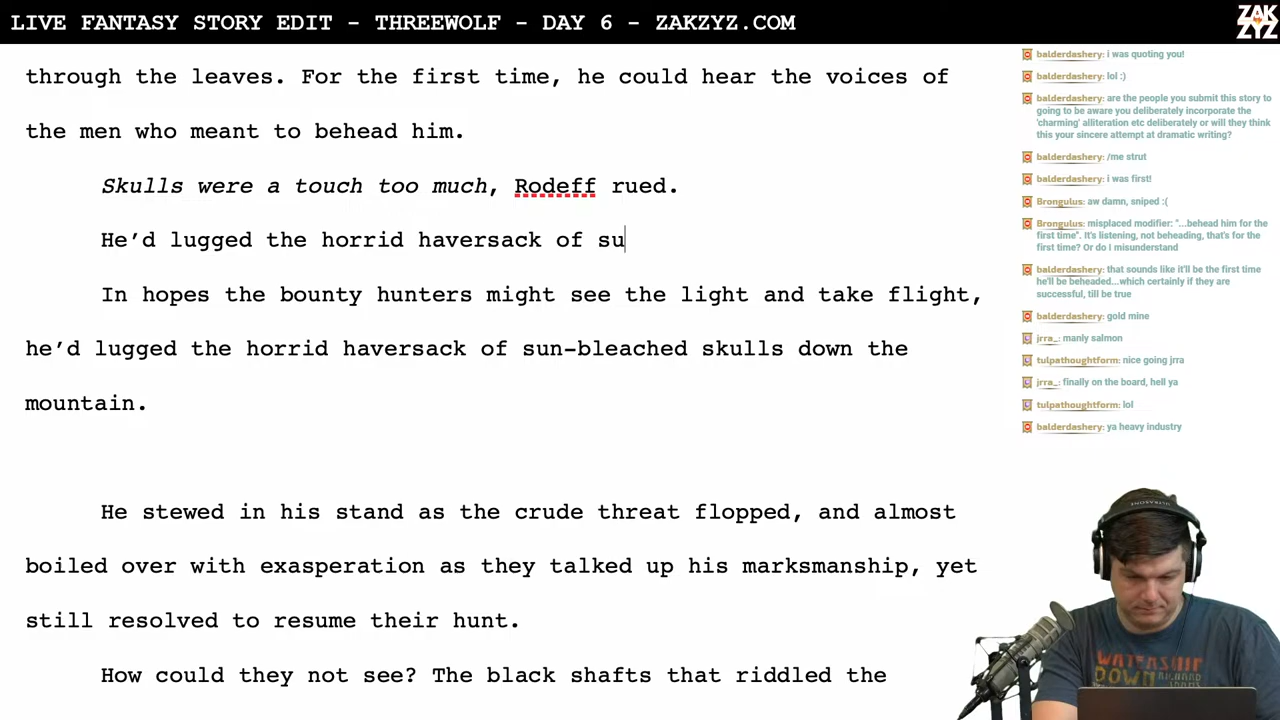 LIVE FANTASY STORY EDIT - THREEWOLF - DAY 6 - ZAKZYZ.COM
ZAK
ZYZ
through the leaves. For the first time, he could hear the voices of
the men who meant to behead him.
Skulls were a touch too much, Rodeff rued.
He’d lugged the horrid haversack of su
In hopes the bounty hunters might see the light and take flight,
he’d lugged the horrid haversack of sun-bleached skulls down the
mountain.
He stewed in his stand as the crude threat flopped, and almost
boiled over with exasperation as they talked up his marksmanship, yet
still resolved to resume their hunt.
How could they not see? The black shafts that riddled the
balderdashery: i was quoting you!
balderdashery: lol :)
balderdashery: are the people you submit this story to
going to be aware you deliberately incorporate the
'charming' alliteration etc deliberately or will they think
this your sincere attempt at dramatic writing?
balderdashery: /me strut
balderdashery: i was first!
Brongulus: aw damn, sniped :(
Brongulus: misplaced modifier: "...behead him for the
first time". It's listening, not beheading, that's for the
first time? Or do I misunderstand
balderdashery: that sounds like it'll be the first time
he'll be beheaded...which certainly if they are
successful, till be true
balderdashery: gold mine
jrra_: manly salmon
tulpathoughtform: nice going jrra
jrra_: finally on the board, hell ya
tulpathoughtform: lol
balderdashery: ya heavy industry
WATERSHIP
DOWN
RICHARD
ADAMS